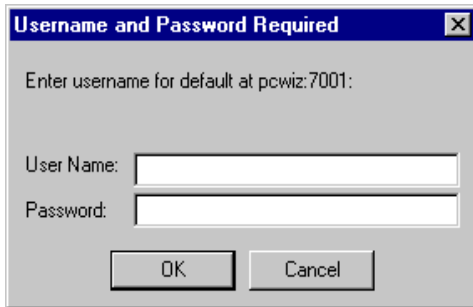 Username and Password Required
Enter username for default at pcwiz:7001:
User Name:
Password:
OK
Cancel